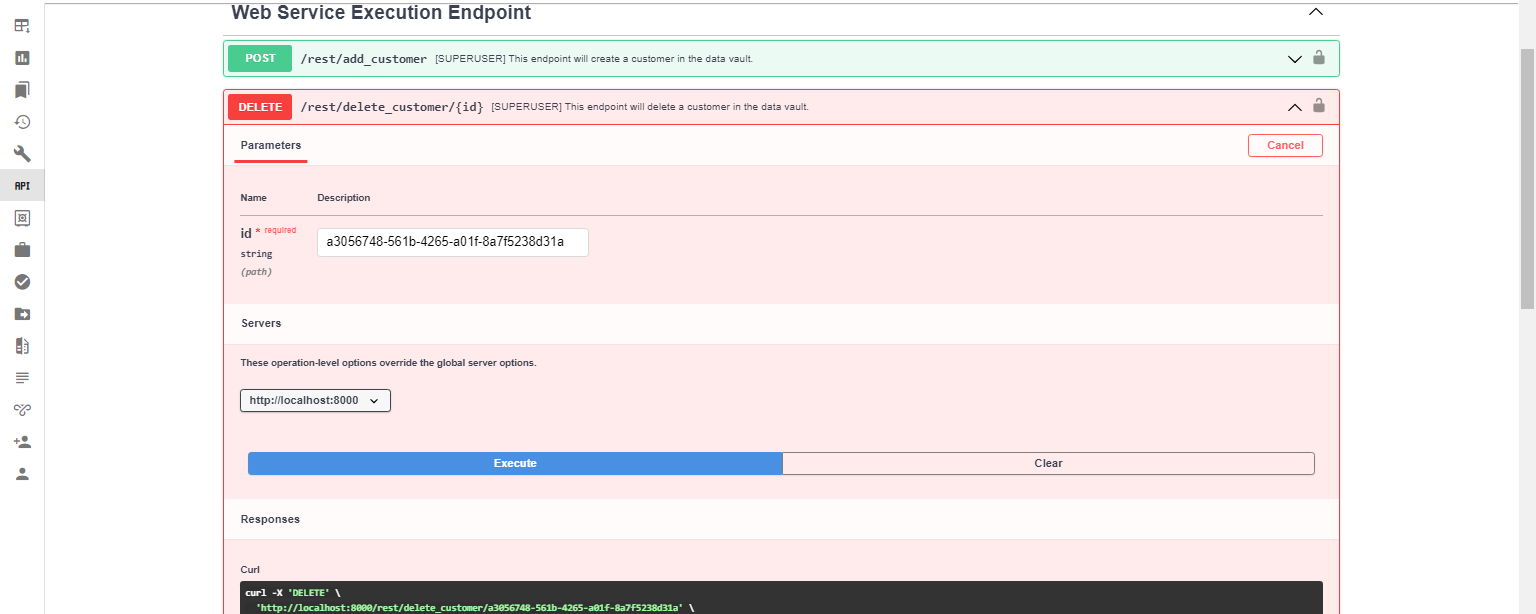 Web Service Execution Endpoint
POST /rest/add_customer [SUPERUSER] This endpoint will create a customer in the data vault.
DELETE /rest/delete_customer/{id} [SUPERUSER] This endpoint will delete a customer in the data vault.
Parameters Cancel
API
Name Description
id * required a3056748-561b-4265-a01f-8a7f5238d31a
string
(path)
Servers
These operation-level options override the global server options.
http://localhost:8000
Execute Clear
Responses
Curl
curl -X 'DELETE' \
'http://localhost:8000/rest/delete_customer/a3056748-561b-4265-a01f-8a7f5238d31a' \